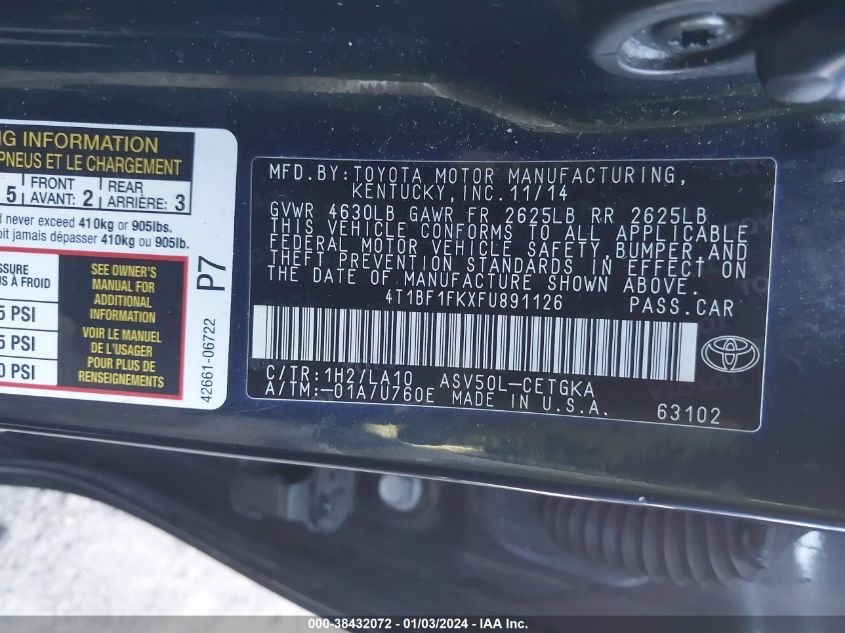 NG INFORMATION
PNEUS ET LE CHARGEMENT
5 FRONT AVANT: 2 REAR ARRIÈRE: 3
d never exceed 410kg or 905lbs.
oit jamais dépasser 410kg ou 905lb.
SSURE
S À FROID
5 PSI
5 PSI
0 PSI
SEE OWNER'S
MANUAL FOR
ADDITIONAL
INFORMATION
VOIR LE MANUEL
DE L'USAGER
POUR PLUS DE
RENSEIGNEMENTS
P7
42661-06722
MFD.BY:TOYOTA MOTOR MANUFACTURING,
KENTUCKY,INC.11/14
GVWR 4630LB GAWR FR 2625LB RR 2625LB
THIS VEHICLE CONFORMS TO ALL APPLICABLE
FEDERAL MOTOR VEHICLE SAFETY,BUMPER,AND
THEFT PREVENTION STANDARDS IN EFFECT ON
THE DATE OF MANUFACTURE SHOWN ABOVE.
4T1BF1FKXFU891126 PASS.CAR
C/TR:1H2/LA10 ASV50L-CETGKA
A/TM:-01A/U760E MADE IN U.S.A. 63102
000-38432072 - 01/03/2024 - IAA Inc.